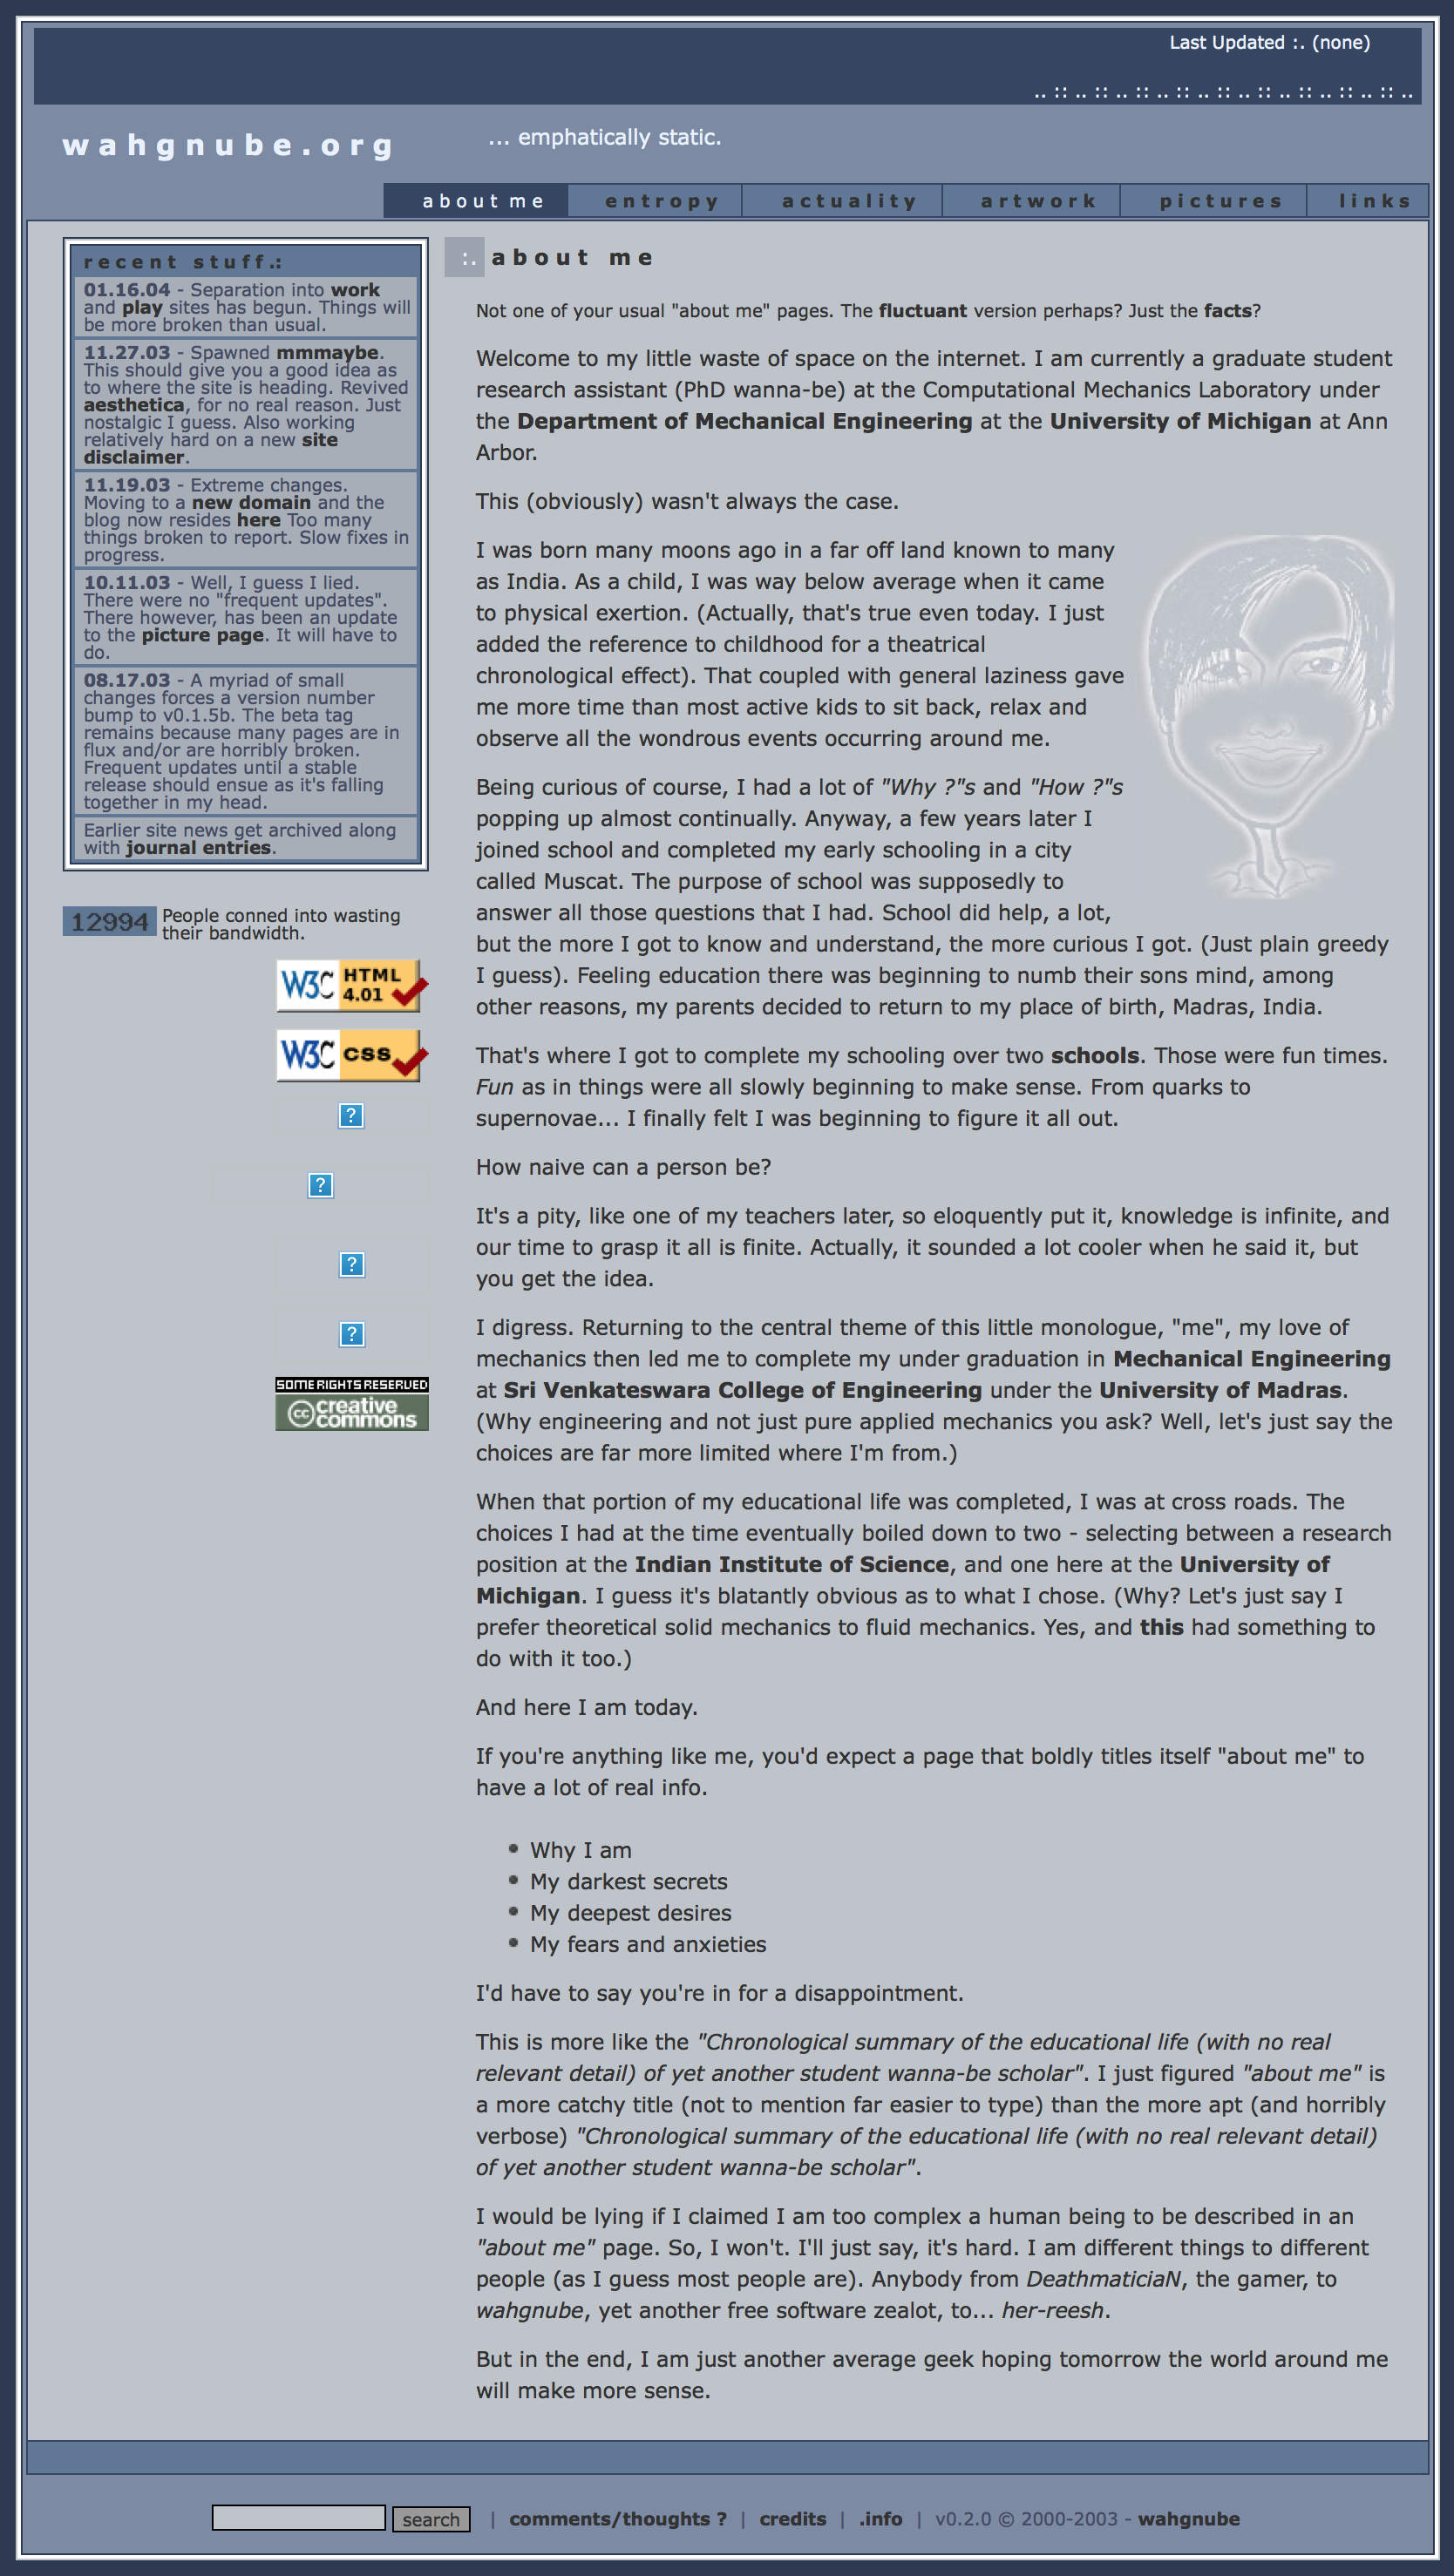 Last Updated :. (none)
.. :: .. :: .. :: .. :: .. :: .. :: .. :: .. :: .. :: ..
wahgnube.org
... emphatically static.
about me
entropy
actuality
artwork
pictures
links
recent stuff.:
01.16.04 - Separation into work
and play sites has begun. Things will
be more broken than usual.
11.27.03 - Spawned mmmaybe.
This should give you a good idea as
to where the site is heading. Revived
aesthetica, for no real reason. Just
nostalgic I guess. Also working
relatively hard on a new site
disclaimer.
11.19.03 - Extreme changes.
Moving to a new domain and the
blog now resides here Too many
things broken to report. Slow fixes in
progress.
10.11.03 - Well, I guess I lied.
There were no "frequent updates".
There however, has been an update
to the picture page. It will have to
do.
08.17.03 - A myriad of small
changes forces a version number
bump to v0.1.5b. The beta tag
remains because many pages are in
flux and/or are horribly broken.
Frequent updates until a stable
release should ensue as it's falling
together in my head.
Earlier site news get archived along
with journal entries.
12994 People conned into wasting
their bandwidth.
W3C HTML
4.01
W3C css
?
?
?
?
SOME RIGHTS RESERVED
cc creative
commons
:. about me
Not one of your usual "about me" pages. The fluctuant version perhaps? Just the facts?
Welcome to my little waste of space on the internet. I am currently a graduate student
research assistant (PhD wanna-be) at the Computational Mechanics Laboratory under
the Department of Mechanical Engineering at the University of Michigan at Ann
Arbor.
This (obviously) wasn't always the case.
I was born many moons ago in a far off land known to many
as India. As a child, I was way below average when it came
to physical exertion. (Actually, that's true even today. I just
added the reference to childhood for a theatrical
chronological effect). That coupled with general laziness gave
me more time than most active kids to sit back, relax and
observe all the wondrous events occurring around me.
Being curious of course, I had a lot of "Why ?"s and "How ?"s
popping up almost continually. Anyway, a few years later I
joined school and completed my early schooling in a city
called Muscat. The purpose of school was supposedly to
answer all those questions that I had. School did help, a lot,
but the more I got to know and understand, the more curious I got. (Just plain greedy
I guess). Feeling education there was beginning to numb their sons mind, among
other reasons, my parents decided to return to my place of birth, Madras, India.
That's where I got to complete my schooling over two schools. Those were fun times.
Fun as in things were all slowly beginning to make sense. From quarks to
supernovae... I finally felt I was beginning to figure it all out.
How naive can a person be?
It's a pity, like one of my teachers later, so eloquently put it, knowledge is infinite, and
our time to grasp it all is finite. Actually, it sounded a lot cooler when he said it, but
you get the idea.
I digress. Returning to the central theme of this little monologue, "me", my love of
mechanics then led me to complete my under graduation in Mechanical Engineering
at Sri Venkateswara College of Engineering under the University of Madras.
(Why engineering and not just pure applied mechanics you ask? Well, let's just say the
choices are far more limited where I'm from.)
When that portion of my educational life was completed, I was at cross roads. The
choices I had at the time eventually boiled down to two - selecting between a research
position at the Indian Institute of Science, and one here at the University of
Michigan. I guess it's blatantly obvious as to what I chose. (Why? Let's just say I
prefer theoretical solid mechanics to fluid mechanics. Yes, and this had something to
do with it too.)
And here I am today.
If you're anything like me, you'd expect a page that boldly titles itself "about me" to
have a lot of real info.
• Why I am
• My darkest secrets
• My deepest desires
• My fears and anxieties
I'd have to say you're in for a disappointment.
This is more like the "Chronological summary of the educational life (with no real
relevant detail) of yet another student wanna-be scholar". I just figured "about me" is
a more catchy title (not to mention far easier to type) than the more apt (and horribly
verbose) "Chronological summary of the educational life (with no real relevant detail)
of yet another student wanna-be scholar".
I would be lying if I claimed I am too complex a human being to be described in an
"about me" page. So, I won't. I'll just say, it's hard. I am different things to different
people (as I guess most people are). Anybody from DeathmaticiaN, the gamer, to
wahgnube, yet another free software zealot, to... her-reesh.
But in the end, I am just another average geek hoping tomorrow the world around me
will make more sense.
search | comments/thoughts ? | credits | .info | v0.2.0 © 2000-2003 - wahgnube